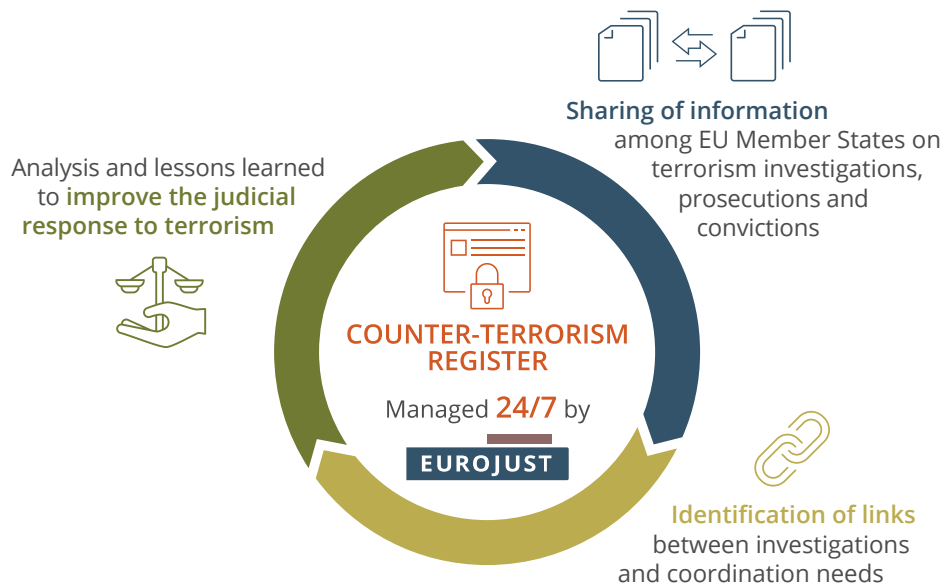 Sharing of information
among EU Member States on
terrorism investigations,
prosecutions and
convictions
Analysis and lessons learned
to improve the judicial
response to terrorism
COUNTER-TERRORISM
REGISTER
Managed 24/7 by
EUROJUST
Identification of links
between investigations
and coordination needs